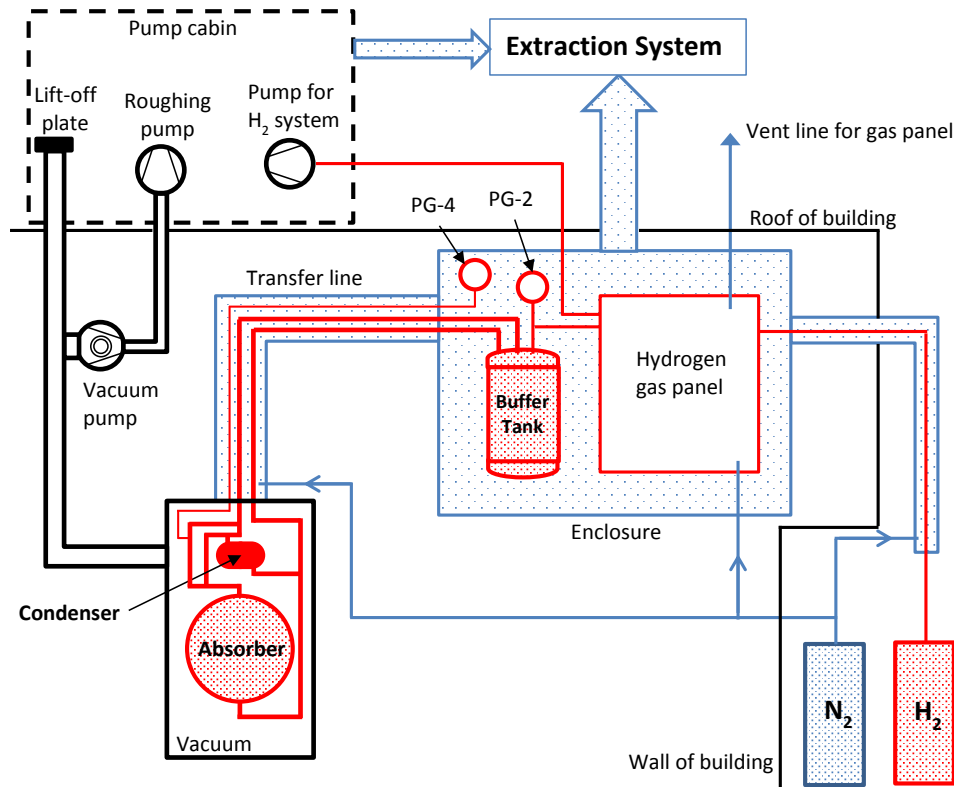 Pump cabin
Extraction System
Lift-off
plate
Roughing
pump
Pump for
H₂ system
Vent line for gas panel
PG-4
PG-2
Roof of building
Transfer line
Hydrogen
gas panel
Vacuum
pump
Buffer
Tank
Enclosure
Condenser
Absorber
N₂
H₂
Vacuum
Wall of building